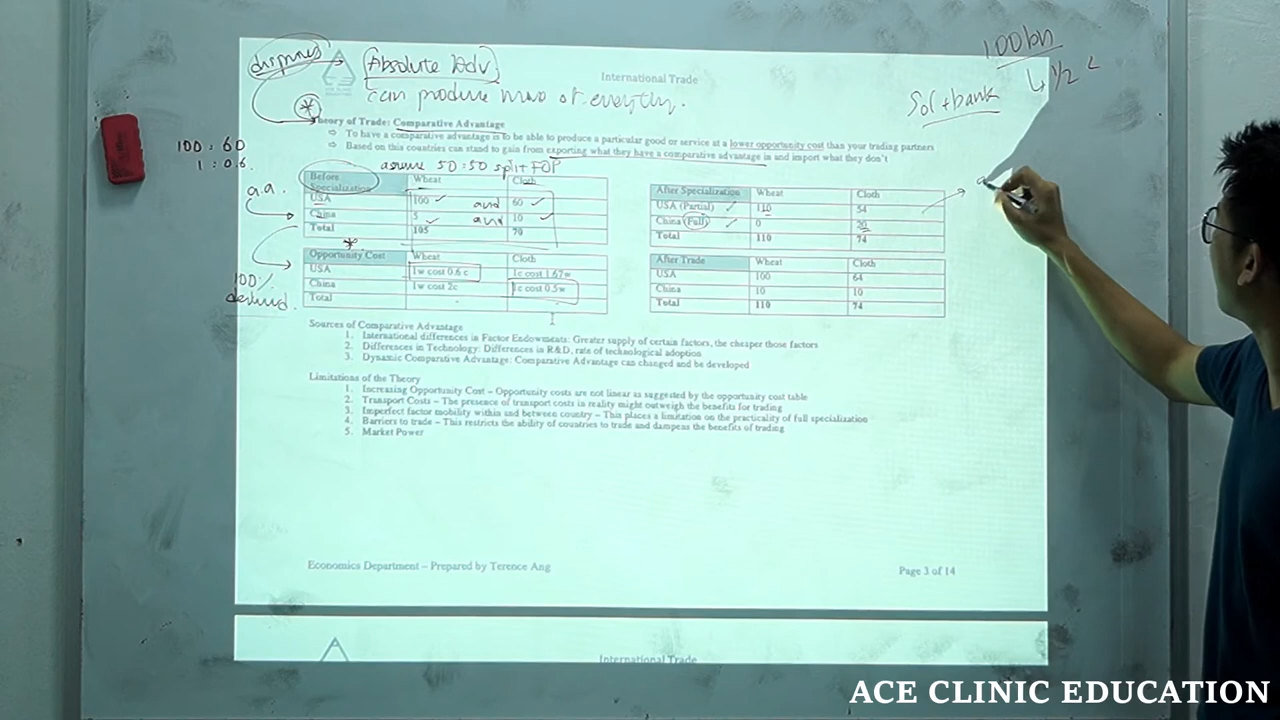 disproves
Absolute Adv
can produce more of everything.
International Trade
100bn
↳ 1/2
Softbank
100 : 60
1 : 0.6
Theory of Trade: Comparative Advantage
⇨ To have a comparative advantage is to be able to produce a particular good or service at a lower opportunity cost than your trading partners
⇨ Based on this countries can stand to gain from exporting what they have a comparative advantage in and import what they don't
assume 50:50 split FOP
a.a.
Before Specialization Wheat Cloth
USA 100 and 60
China 5 and 10
Total 105 70
After Specialization Wheat Cloth
USA (Partial) 110 54
China (Full) 0 20
Total 110 74
Opportunity Cost Wheat Cloth
USA 1w cost 0.6 c 1c cost 1.67w
China 1w cost 2c 1c cost 0.5w
Total
After Trade Wheat Cloth
USA 100 64
China 10 10
Total 110 74
100%
Sources of Comparative Advantage
1. International differences in Factor Endowments: Greater supply of certain factors, the cheaper those factors
2. Differences in Technology: Differences in R&D, rate of technological adoption
3. Dynamic Comparative Advantage: Comparative Advantage can changed and be developed
Limitations of the Theory
1. Increasing Opportunity Cost – Opportunity costs are not linear as suggested by the opportunity cost table
2. Transport Costs – The presence of transport costs in reality might outweigh the benefits for trading
3. Imperfect factor mobility within and between country – This places a limitation on the practicality of full specialization
4. Barriers to trade – This restricts the ability of countries to trade and dampens the benefits of trading
5. Market Power
Economics Department – Prepared by Terence Ang
Page 3 of 14
International Trade
ACE CLINIC EDUCATION